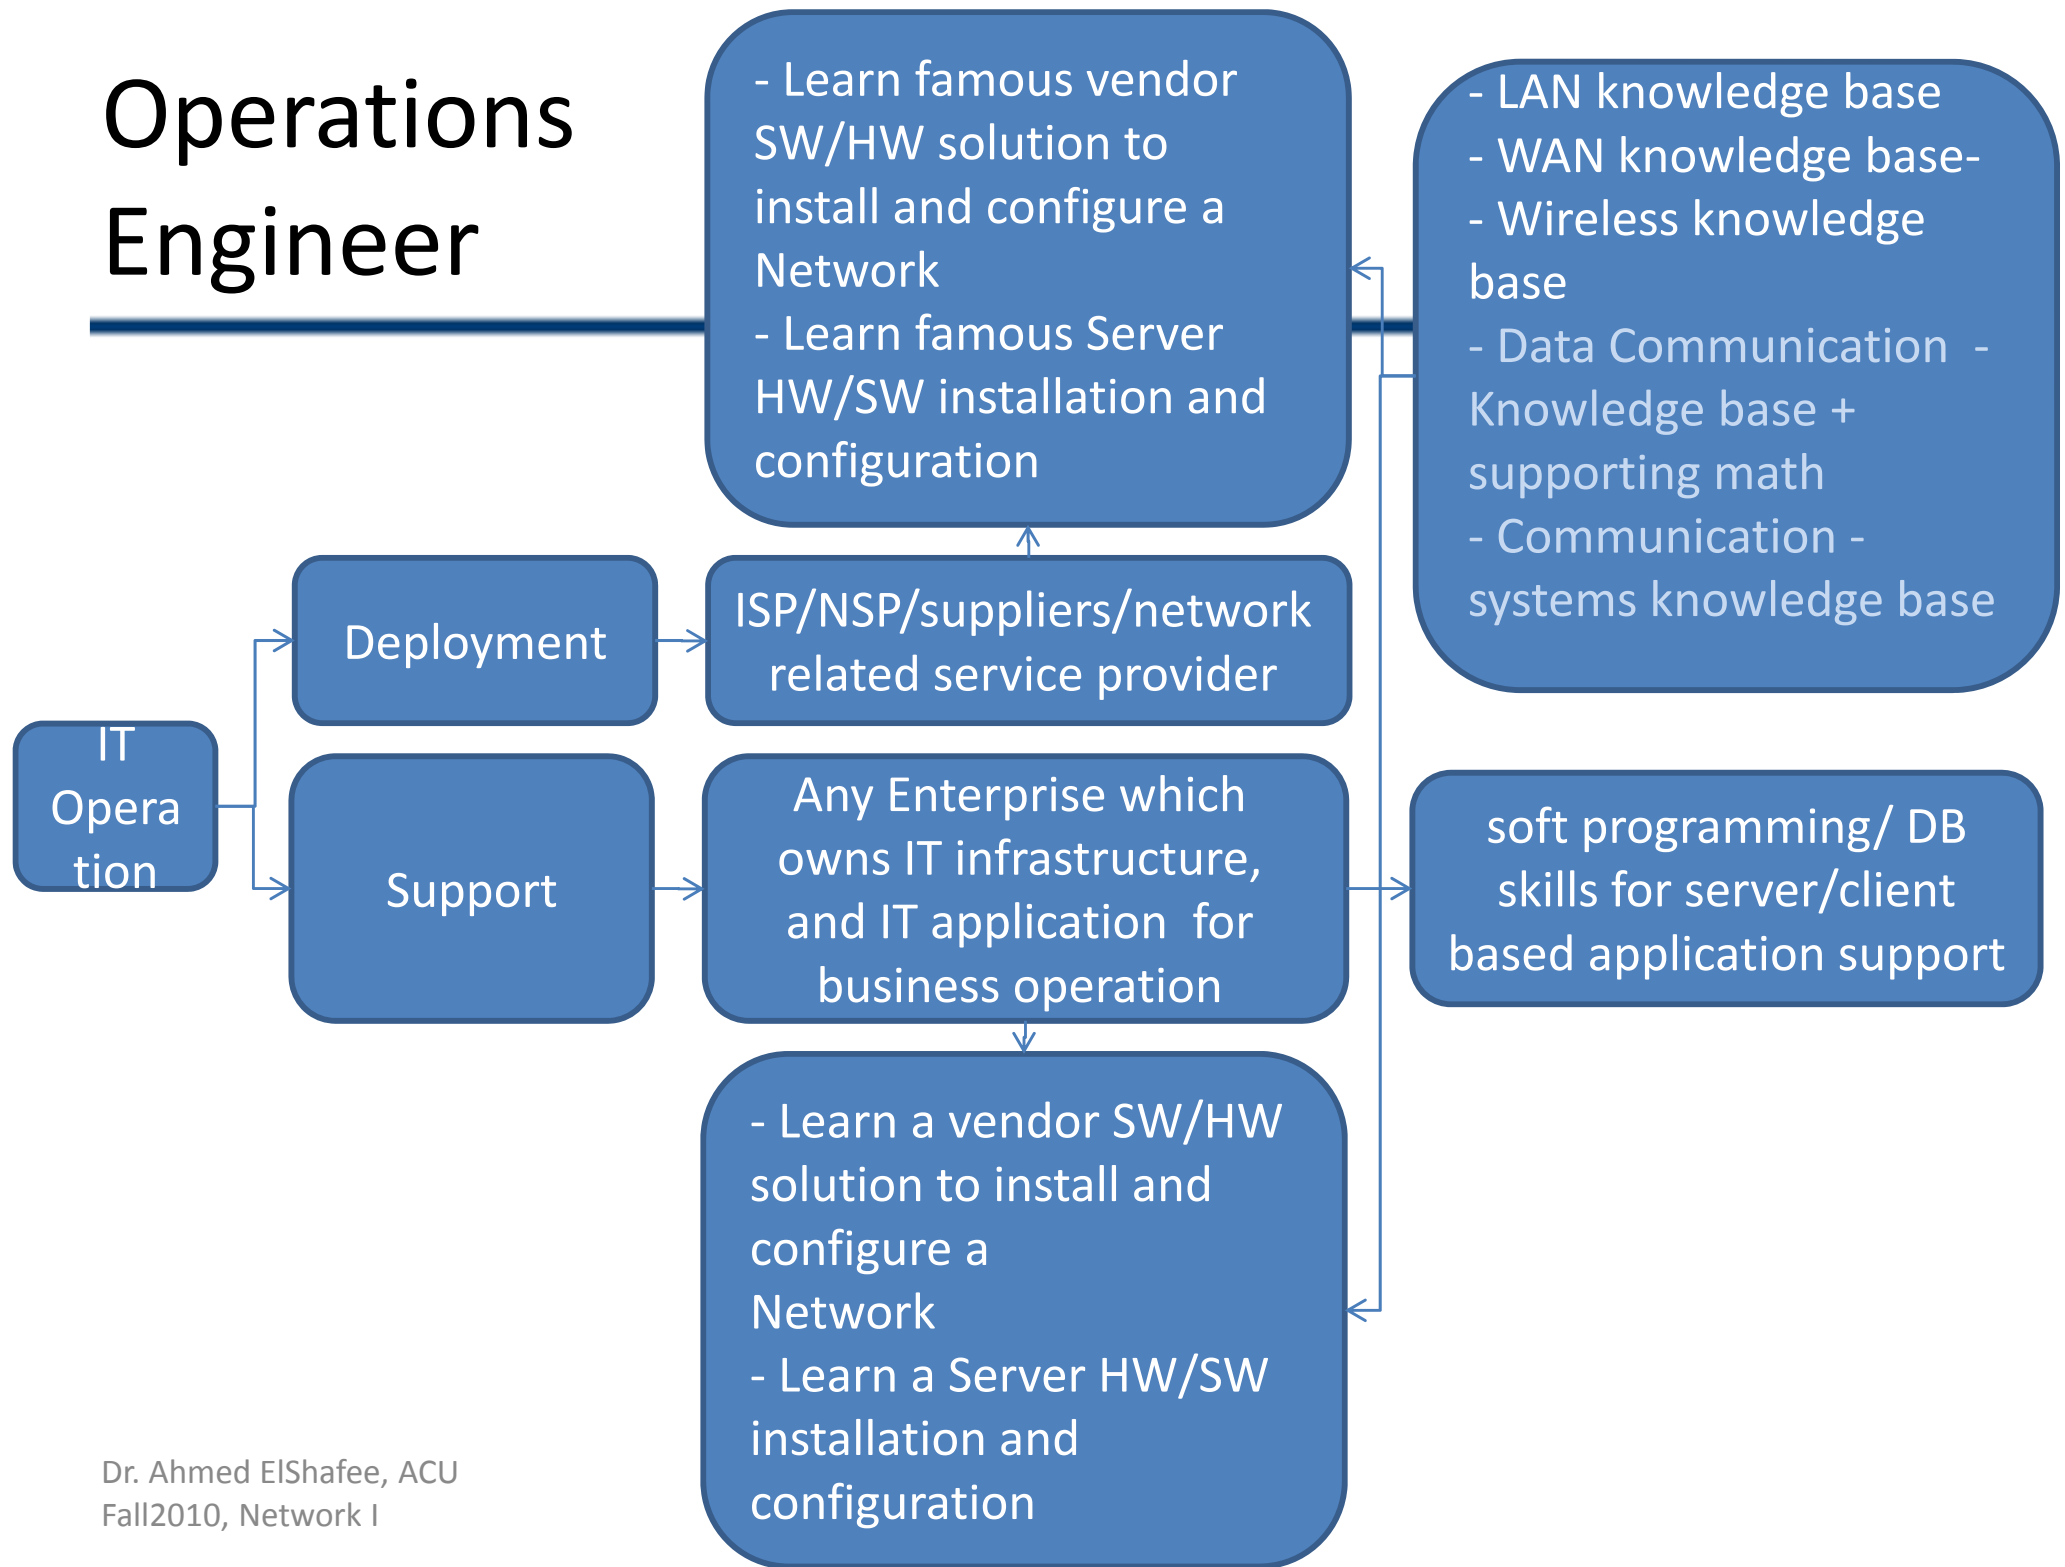 Operations
Engineer
- Learn famous vendor
SW/HW solution to
install and configure a
Network
- Learn famous Server
HW/SW installation and
configuration
- LAN knowledge base
- WAN knowledge base-
- Wireless knowledge
base
- Data Communication  -
Knowledge base +
supporting math
- Communication -
systems knowledge base
Deployment
ISP/NSP/suppliers/network
related service provider
IT
Opera
tion
Support
Any Enterprise which
owns IT infrastructure,
and IT application  for
business operation
soft programming/ DB
skills for server/client
based application support
- Learn a vendor SW/HW
solution to install and
configure a
Network
- Learn a Server HW/SW
installation and
configuration
Dr. Ahmed ElShafee, ACU
Fall2010, Network I